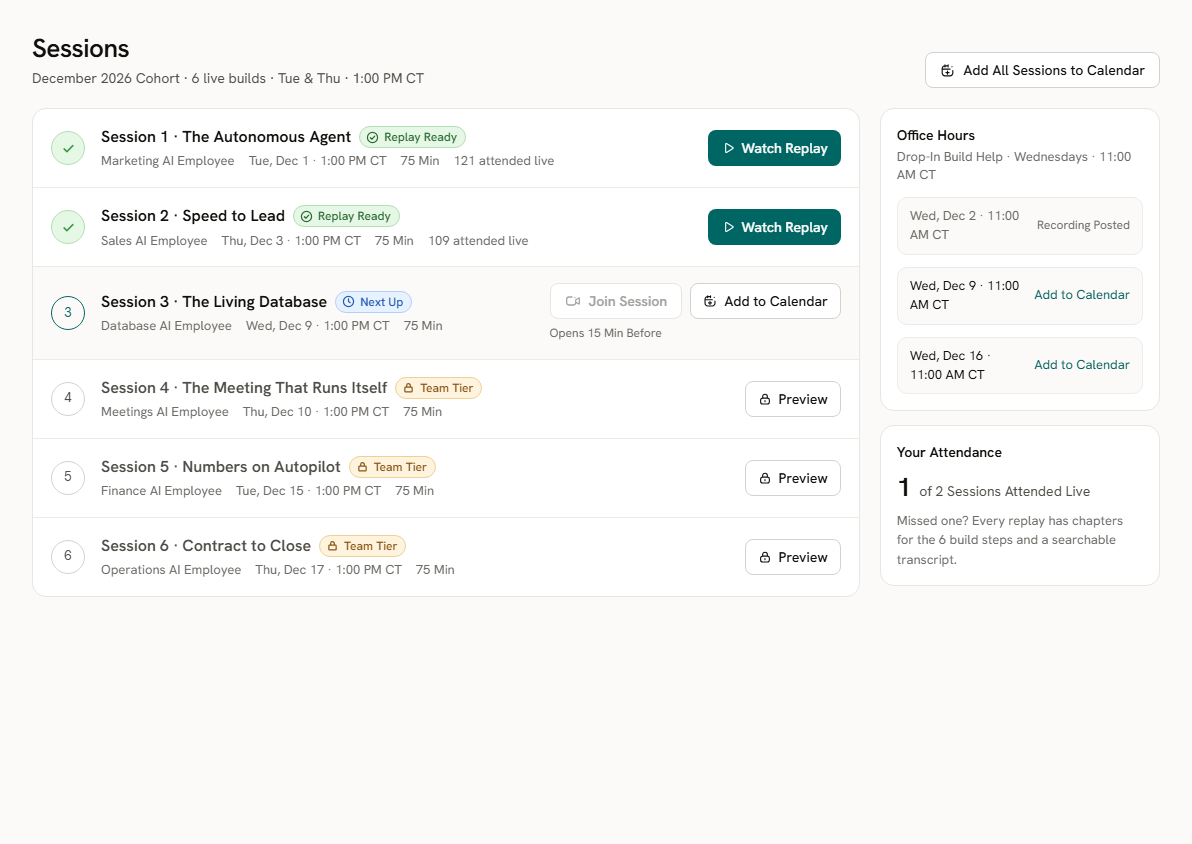 Sessions
December 2026 Cohort · 6 live builds · Tue & Thu · 1:00 PM CT
Add All Sessions to Calendar
Session 1 · The Autonomous Agent
Replay Ready
Marketing AI Employee Tue, Dec 1 · 1:00 PM CT 75 Min 121 attended live
Watch Replay
Session 2 · Speed to Lead
Replay Ready
Sales AI Employee Thu, Dec 3 · 1:00 PM CT 75 Min 109 attended live
Watch Replay
3
Session 3 · The Living Database
Next Up
Database AI Employee Wed, Dec 9 · 1:00 PM CT 75 Min
Join Session
Add to Calendar
Opens 15 Min Before
4
Session 4 · The Meeting That Runs Itself
Team Tier
Meetings AI Employee Thu, Dec 10 · 1:00 PM CT 75 Min
Preview
5
Session 5 · Numbers on Autopilot
Team Tier
Finance AI Employee Tue, Dec 15 · 1:00 PM CT 75 Min
Preview
6
Session 6 · Contract to Close
Team Tier
Operations AI Employee Thu, Dec 17 · 1:00 PM CT 75 Min
Preview
Office Hours
Drop-In Build Help · Wednesdays · 11:00
AM CT
Wed, Dec 2 · 11:00
AM CT
Recording Posted
Wed, Dec 9 · 11:00
AM CT
Add to Calendar
Wed, Dec 16 ·
11:00 AM CT
Add to Calendar
Your Attendance
1 of 2 Sessions Attended Live
Missed one? Every replay has chapters
for the 6 build steps and a searchable
transcript.